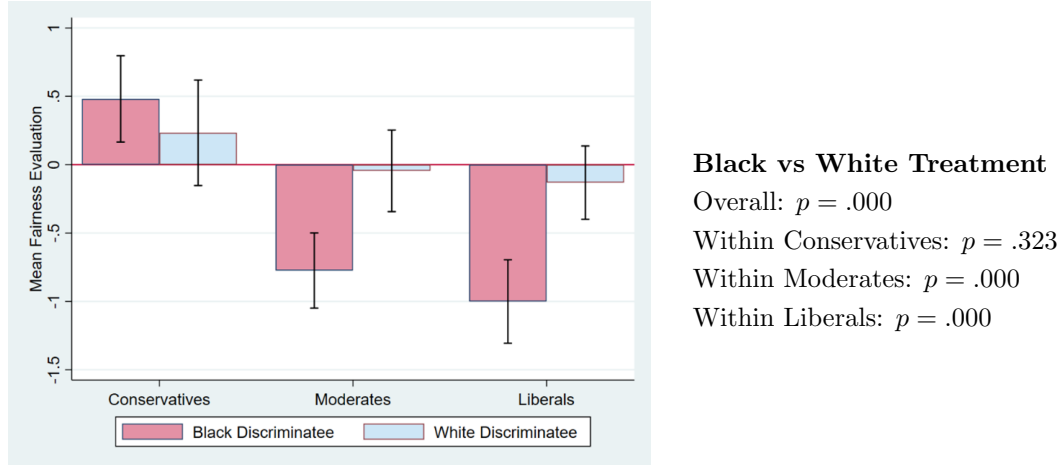 Mean Fairness Evaluation
1
.5
0
-.5
-1
-1.5
Conservatives Moderates Liberals
Black Discriminatee White Discriminatee
Black vs White Treatment
Overall: p = .000
Within Conservatives: p = .323
Within Moderates: p = .000
Within Liberals: p = .000